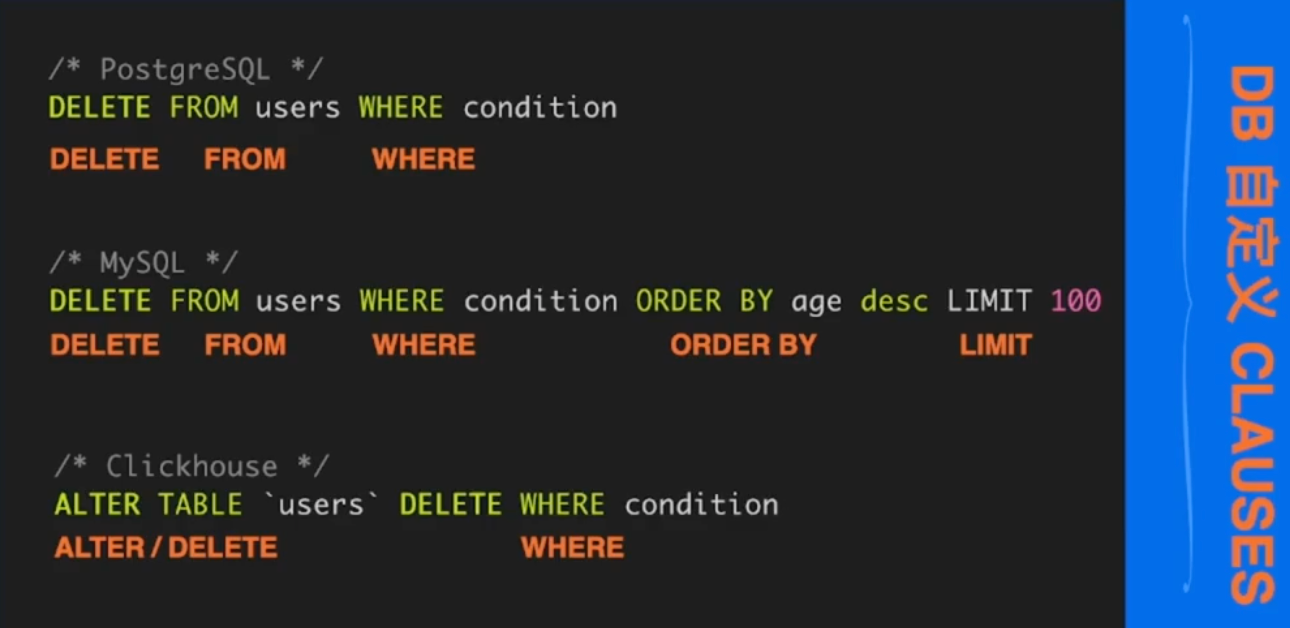 /* PostgreSQL */
DELETE FROM users WHERE condition
DELETE FROM WHERE
/* MySQL */
DELETE FROM users WHERE condition ORDER BY age desc LIMIT 100
DELETE FROM WHERE ORDER BY LIMIT
/* Clickhouse */
ALTER TABLE `users` DELETE WHERE condition
ALTER / DELETE WHERE
DB 自定义 CLAUSES